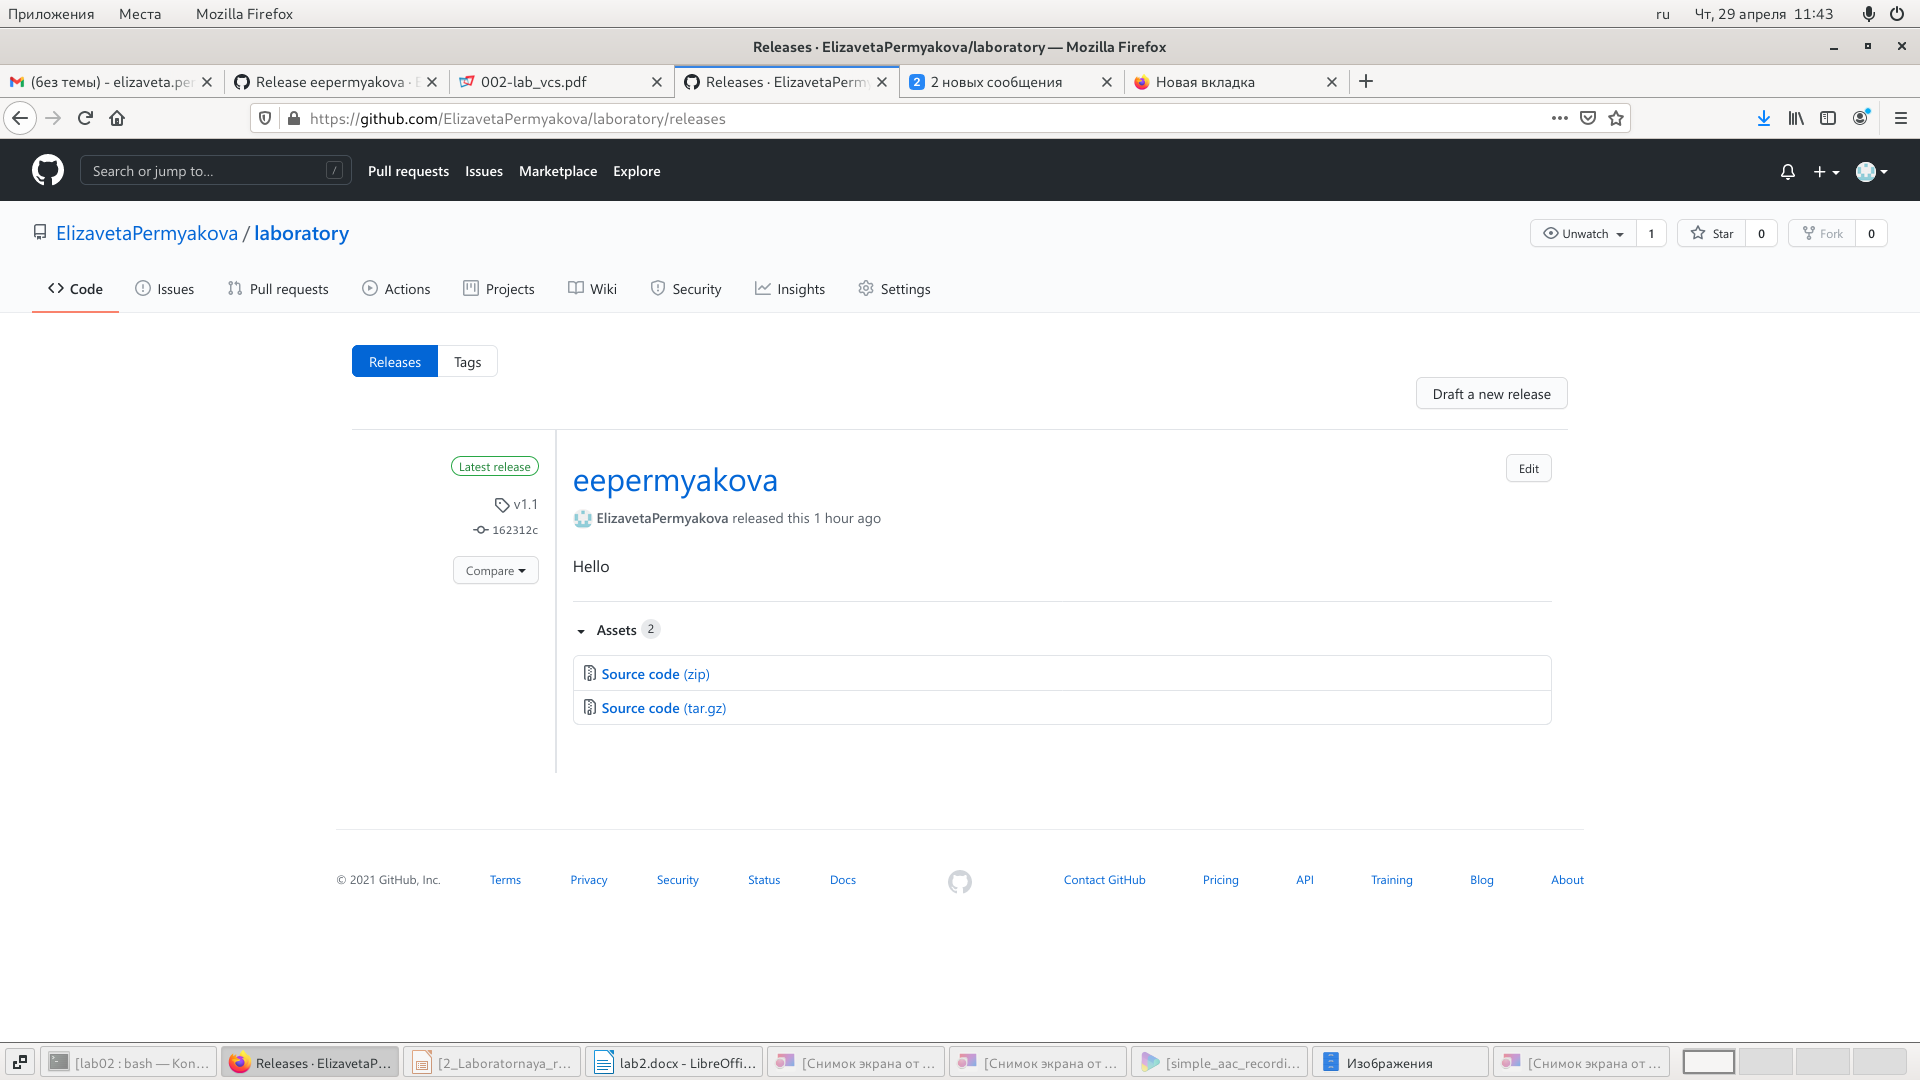 Приложения Места Mozilla Firefox ru Чт, 29 апреля 11:43
Releases · ElizavetaPermyakova/laboratory — Mozilla Firefox
(без темы) - elizaveta.per Release eepermyakova · E 002-lab_vcs.pdf Releases · ElizavetaPermy 2 2 новых сообщения Новая вкладка
https://github.com/ElizavetaPermyakova/laboratory/releases
Search or jump to... / Pull requests Issues Marketplace Explore
ElizavetaPermyakova / laboratory Unwatch 1 Star 0 Fork 0
Code Issues Pull requests Actions Projects Wiki Security Insights Settings
Releases Tags
Draft a new release
Latest release
eepermyakova Edit
v1.1
ElizavetaPermyakova released this 1 hour ago
162312c
Compare
Hello
Assets 2
Source code (zip)
Source code (tar.gz)
© 2021 GitHub, Inc. Terms Privacy Security Status Docs Contact GitHub Pricing API Training Blog About
[lab02 : bash — Kon... Releases · ElizavetaP... [2_Laboratornaya_r... lab2.docx - LibreOffi... [Снимок экрана от ... [Снимок экрана от ... [simple_aac_recordi... Изображения [Снимок экрана от ...